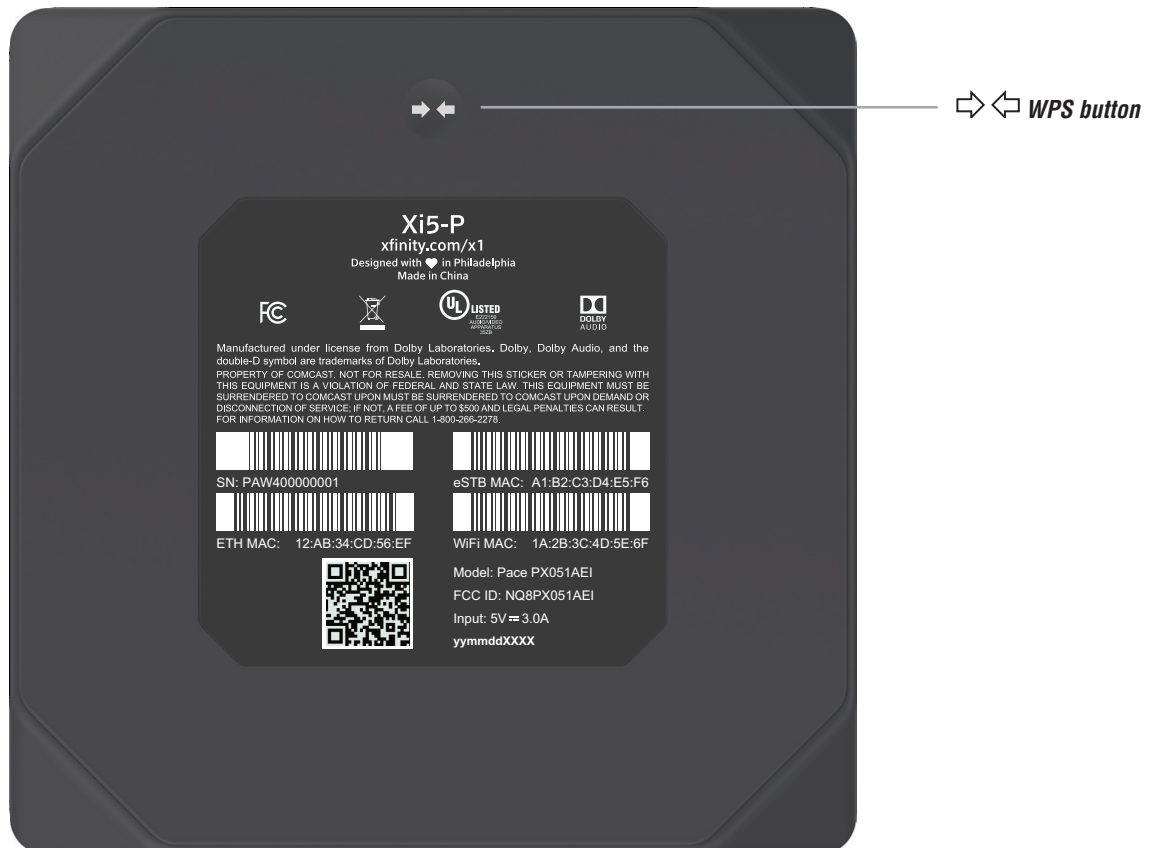 WPS button
Xi5-P
xfinity.com/x1
Designed with ♥ in Philadelphia
Made in China
FC
UL LISTED
E222159
AUDIO/VIDEO
APPARATUS
35ZB
DOLBY
AUDIO
Manufactured under license from Dolby Laboratories. Dolby, Dolby Audio, and the
double-D symbol are trademarks of Dolby Laboratories.
PROPERTY OF COMCAST. NOT FOR RESALE. REMOVING THIS STICKER OR TAMPERING WITH
THIS EQUIPMENT IS A VIOLATION OF FEDERAL AND STATE LAW. THIS EQUIPMENT MUST BE
SURRENDERED TO COMCAST UPON MUST BE SURRENDERED TO COMCAST UPON DEMAND OR
DISCONNECTION OF SERVICE; IF NOT, A FEE OF UP TO $500 AND LEGAL PENALTIES CAN RESULT.
FOR INFORMATION ON HOW TO RETURN CALL 1-800-266-2278.
SN: PAW400000001
eSTB MAC: A1:B2:C3:D4:E5:F6
ETH MAC: 12:AB:34:CD:56:EF
WiFi MAC: 1A:2B:3C:4D:5E:6F
Model: Pace PX051AEI
FCC ID: NQ8PX051AEI
Input: 5V ⎓ 3.0A
yymmddXXXX